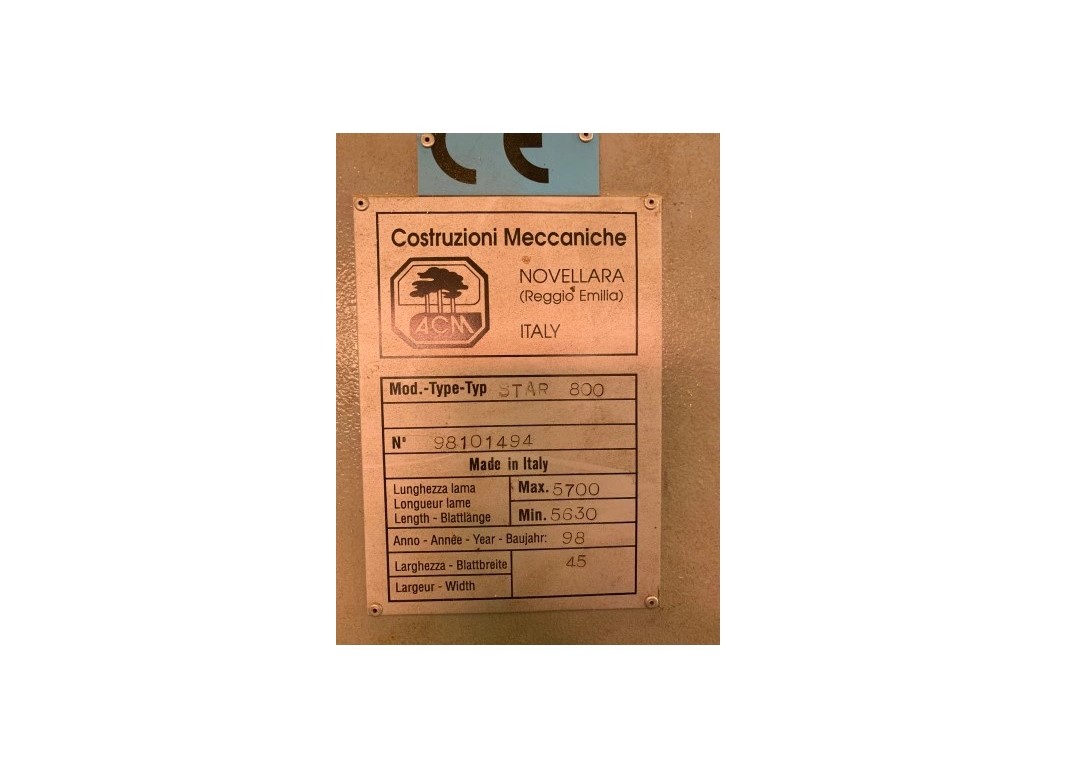 CE
Costruzioni Meccaniche
ACM
NOVELLARA
(Reggio Emilia)
ITALY
Mod.-Type-Typ STAR 800
N° 98101494
Made in Italy
Lunghezza lama
Longueur lame
Length - Blattlänge
Max. 5700
Min. 5630
Anno - Année - Year - Baujahr: 98
Larghezza - Blattbreite
Largeur - Width
45